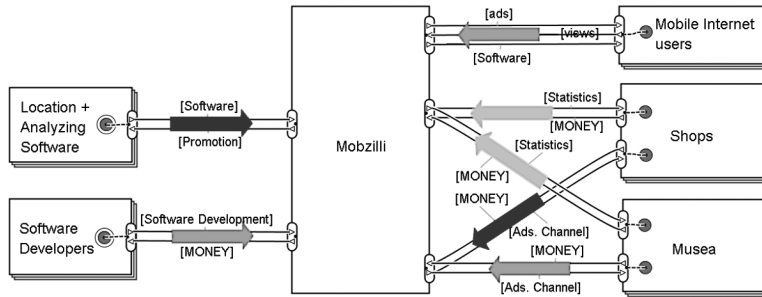 [ads]
[views]
[Software]
Mobile Internet
users
Location +
Analyzing
Software
[Software]
[Promotion]
Mobzilli
[Statistics]
[MONEY]
[Statistics]
[MONEY]
Shops
[MONEY]
[Ads. Channel]
Software
Developers
[Software Development]
[MONEY]
[MONEY]
[Ads. Channel]
Musea